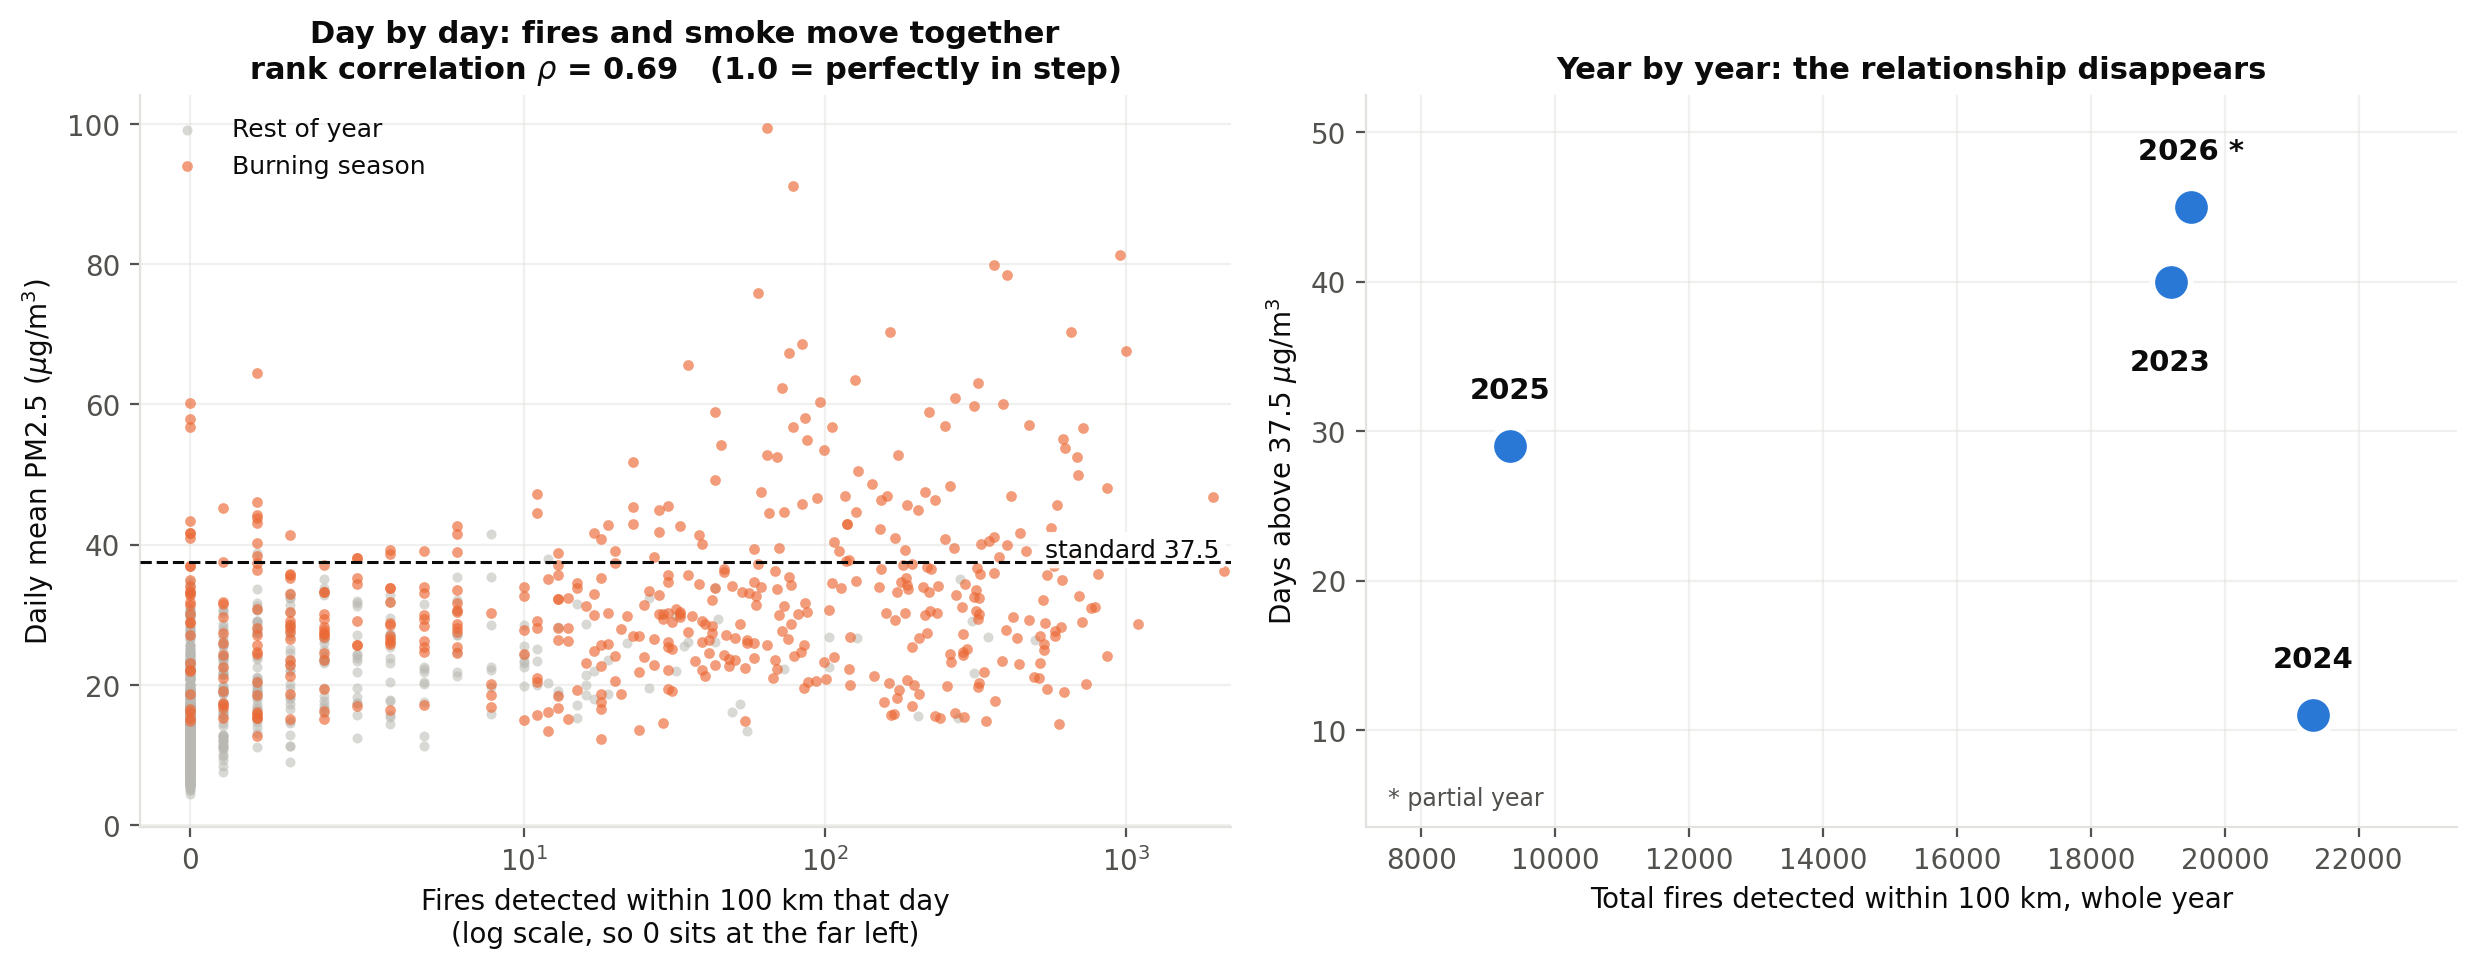 Day by day: fires and smoke move together
rank correlation ρ = 0.69 (1.0 = perfectly in step)
Rest of year
Burning season
Daily mean PM2.5 (μg/m³)
100
80
60
40
20
0
standard 37.5
0
10¹
10²
10³
Fires detected within 100 km that day
(log scale, so 0 sits at the far left)
Year by year: the relationship disappears
Days above 37.5 μg/m³
50
40
30
20
10
2026 *
2023
2025
2024
* partial year
8000
10000
12000
14000
16000
18000
20000
22000
Total fires detected within 100 km, whole year